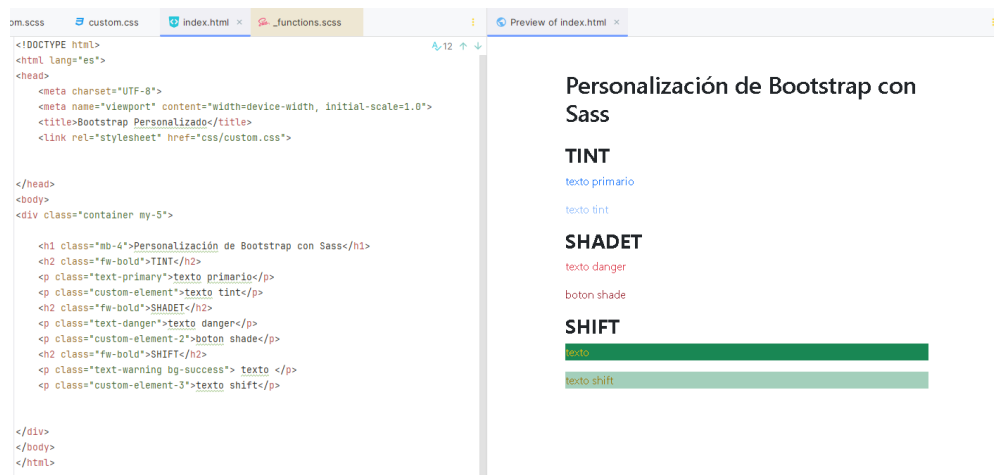 om.scss custom.css index.html × _functions.scss
<!DOCTYPE html>
12
<html lang="es">
<head>
<meta charset="UTF-8">
<meta name="viewport" content="width=device-width, initial-scale=1.0">
<title>Bootstrap Personalizado</title>
<link rel="stylesheet" href="css/custom.css">
</head>
<body>
<div class="container my-5">
<h1 class="mb-4">Personalización de Bootstrap con Sass</h1>
<h2 class="fw-bold">TINT</h2>
<p class="text-primary">texto primario</p>
<p class="custom-element">texto tint</p>
<h2 class="fw-bold">SHADET</h2>
<p class="text-danger">texto danger</p>
<p class="custom-element-2">boton shade</p>
<h2 class="fw-bold">SHIFT</h2>
<p class="text-warning bg-success"> texto </p>
<p class="custom-element-3">texto shift</p>
</div>
</body>
</html>
Preview of index.html ×
Personalización de Bootstrap con
Sass
TINT
texto primario
texto tint
SHADET
texto danger
boton shade
SHIFT
texto
texto shift